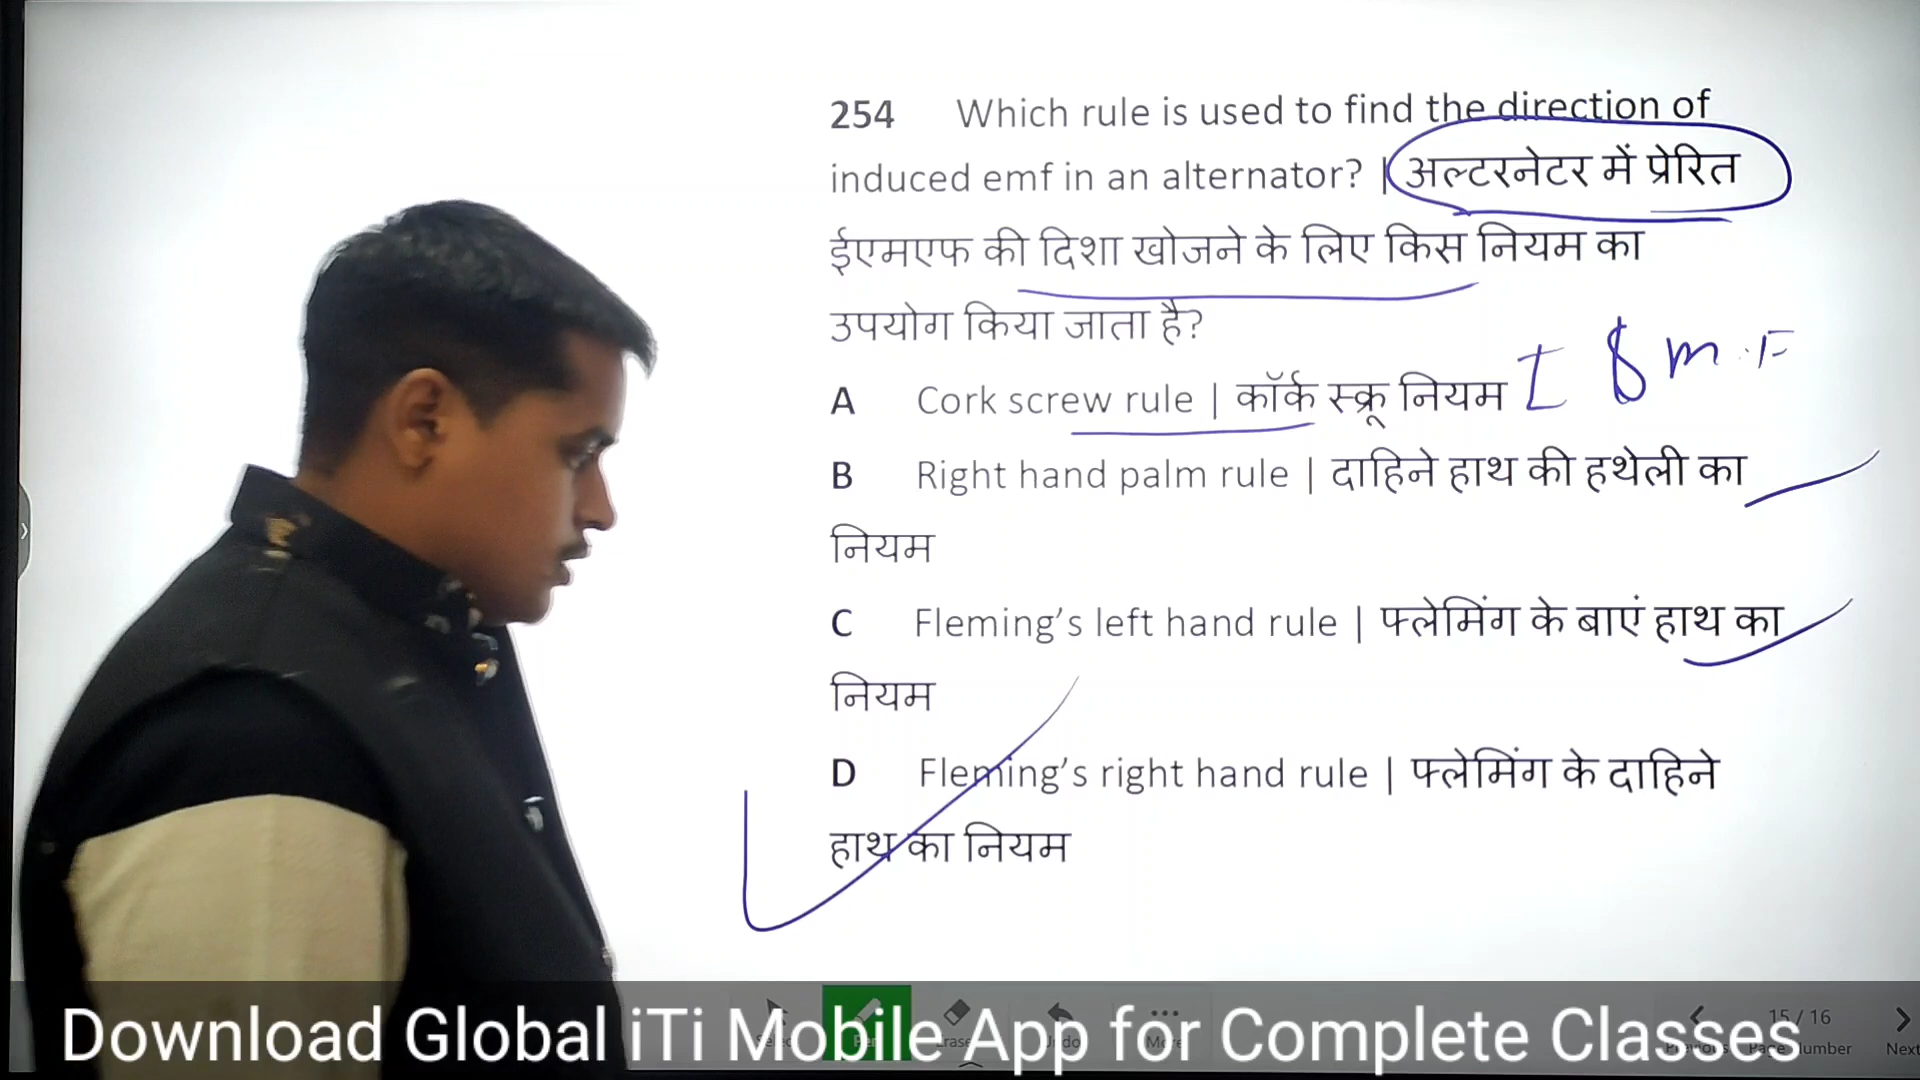 254 Which rule is used to find the direction of
induced emf in an alternator? | अल्टरनेटर में प्रेरित
ईएमएफ की दिशा खोजने के लिए किस नियम का
उपयोग किया जाता है?
A Cork screw rule | कॉर्क स्क्रू नियम
B Right hand palm rule | दाहिने हाथ की हथेली का
नियम
C Fleming’s left hand rule | फ्लेमिंग के बाएं हाथ का
नियम
D Fleming’s right hand rule | फ्लेमिंग के दाहिने
हाथ का नियम
Download Global iTi Mobile App for Complete Classes
15 / 16
Next